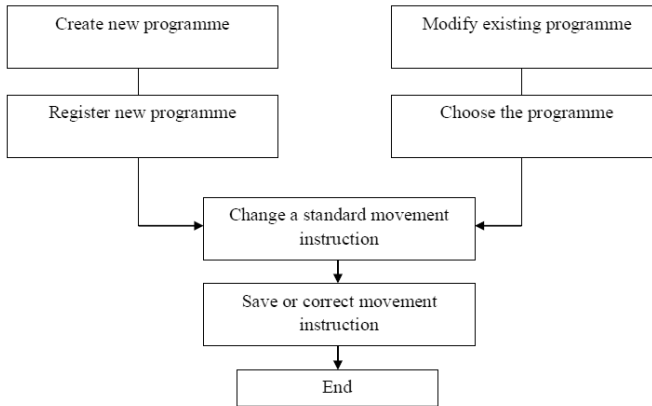 Create new programme
Modify existing programme
Register new programme
Choose the programme
Change a standard movement
instruction
Save or correct movement
instruction
End